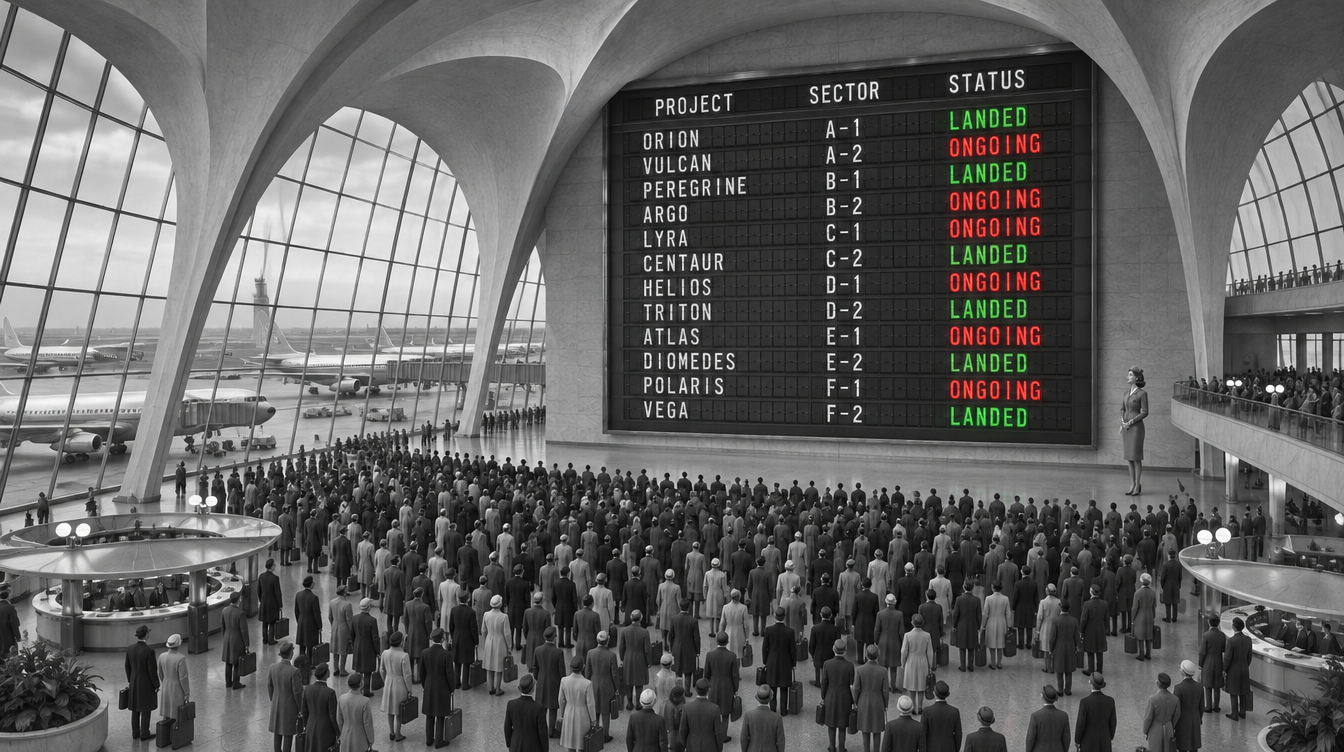 PROJECT SECTOR STATUS
ORION A-1 LANDED
VULCAN A-2 ONGOING
PEREGRINE B-1 LANDED
ARGO B-2 ONGOING
LYRA C-1 ONGOING
CENTAUR C-2 LANDED
HELIOS D-1 ONGOING
TRITON D-2 LANDED
ATLAS E-1 ONGOING
DIOMEDES E-2 LANDED
POLARIS F-1 ONGOING
VEGA F-2 LANDED